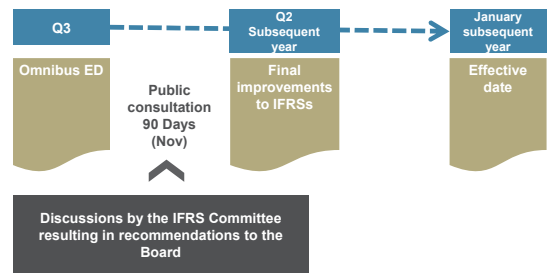 Q3
Q2
Subsequent
year
January
subsequent
year
Omnibus ED
Public
consultation
90 Days
(Nov)
Final
improvements
to IFRSs
Effective
date
Discussions by the IFRS Committee
resulting in recommendations to the
Board